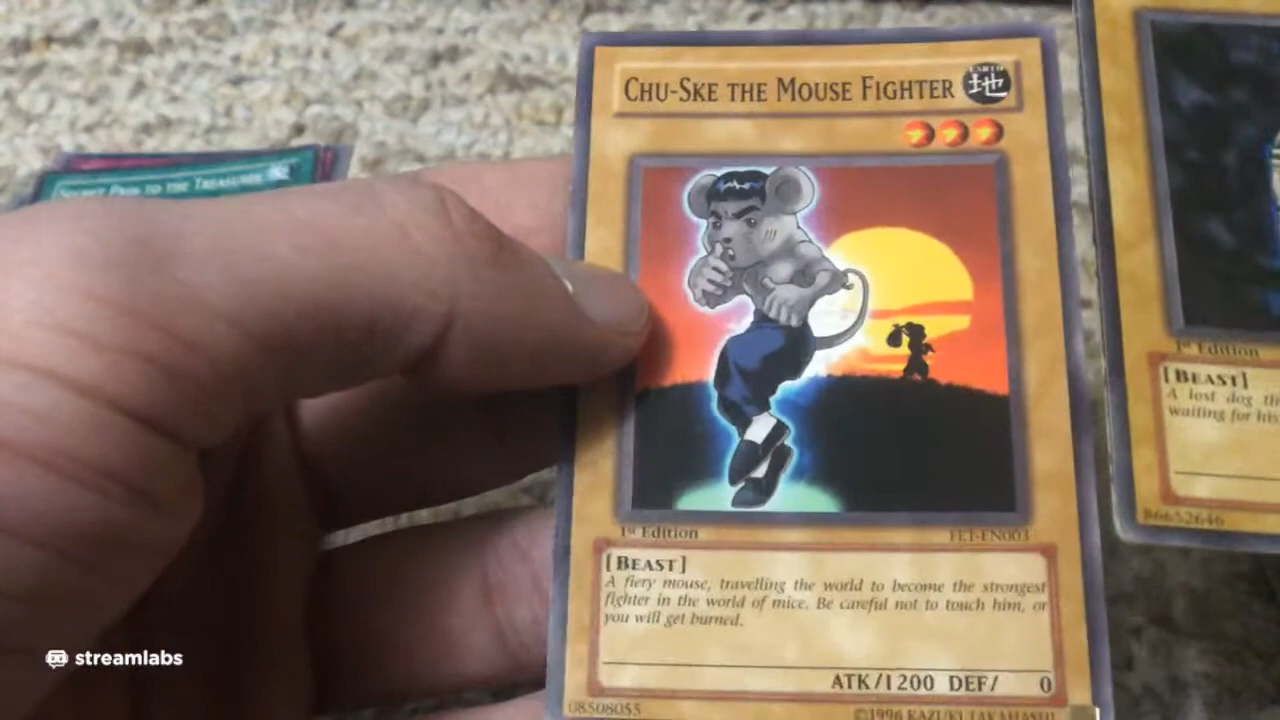 SECRET PASS TO THE TREASURES
CHU-SKE THE MOUSE FIGHTER
EARTH
地
1st Edition
FET-EN003
[BEAST]
A fiery mouse, travelling the world to become the strongest
fighter in the world of mice. Be careful not to touch him, or
you will get burned.
ATK/1200 DEF/ 0
08508055
©1996 KAZUKI TAKAHASHI
1st Edition
[BEAST]
A lost dog th
waiting for his
86652646
streamlabs